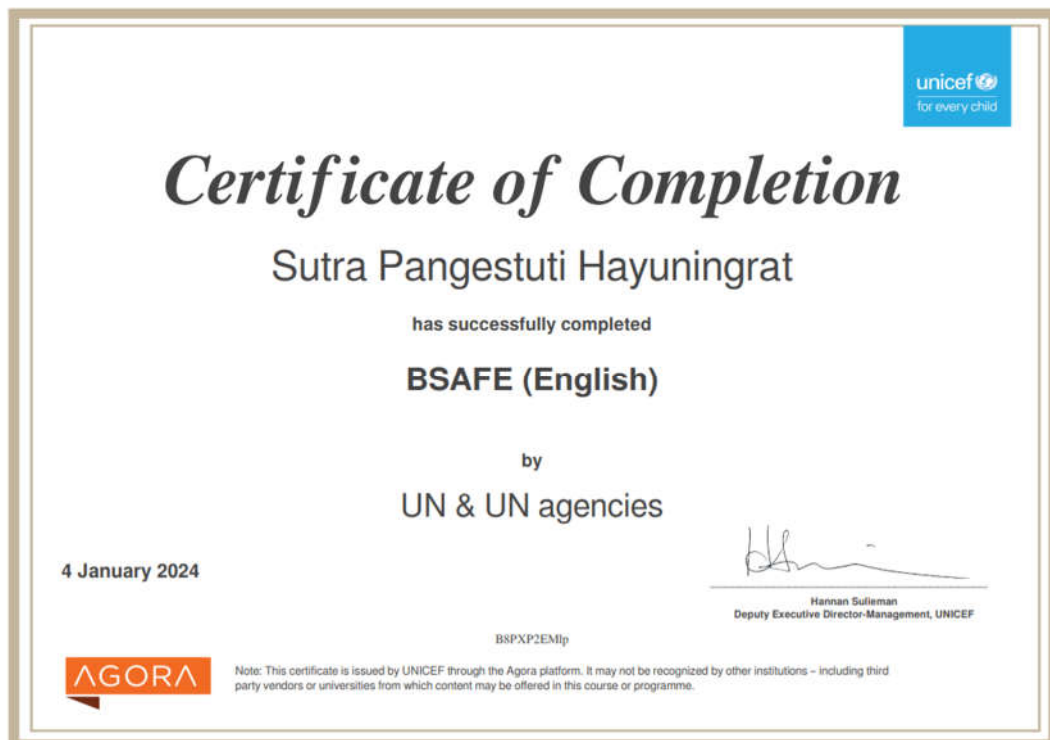 unicef
for every child
Certificate of Completion
Sutra Pangestuti Hayuningrat
has successfully completed
BSAFE (English)
by
UN & UN agencies
4 January 2024
Hannan Sulieman
Deputy Executive Director-Management, UNICEF
B8PXP2EMlp
AGORA
Note: This certificate is issued by UNICEF through the Agora platform. It may not be recognized by other institutions – including third
party vendors or universities from which content may be offered in this course or programme.